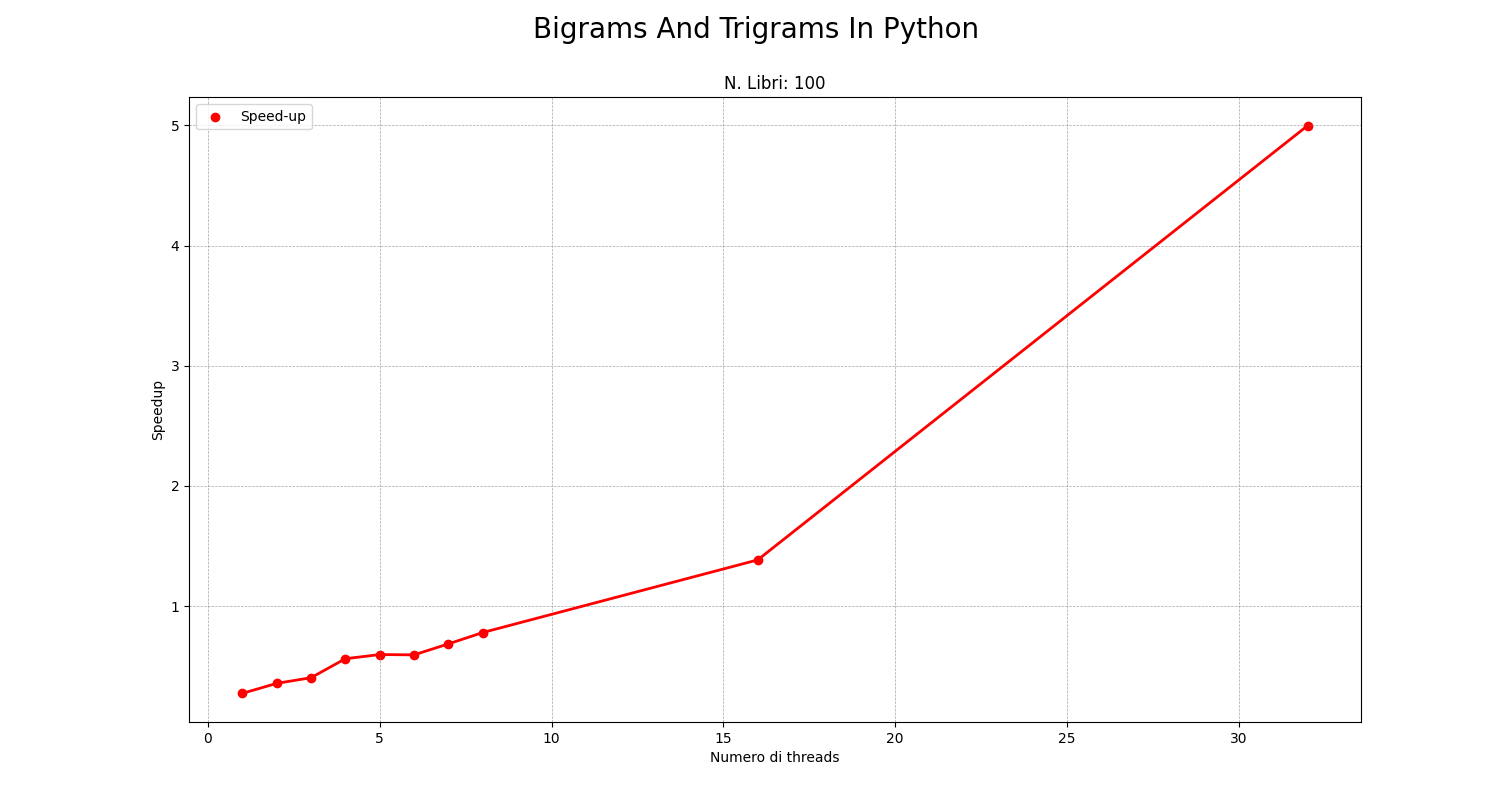 Bigrams And Trigrams In Python
N. Libri: 100
Speed-up
5
4
3
2
1
Speedup
0 5 10 15 20 25 30
Numero di threads